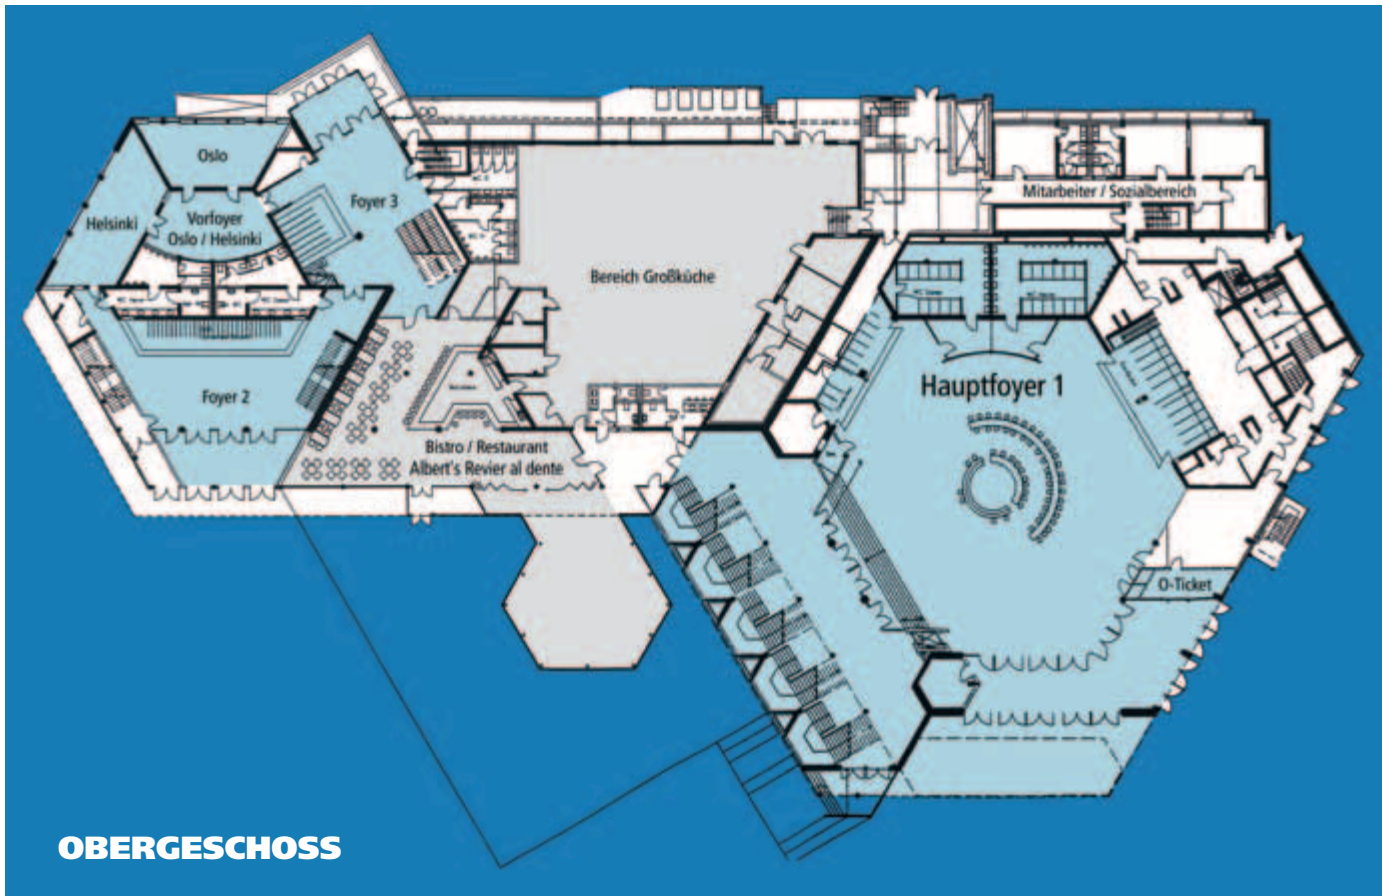 Oslo
Helsinki
Vorfoyer
Oslo / Helsinki
Foyer 3
Mitarbeiter / Sozialbereich
Bereich Großküche
Hauptfoyer 1
Foyer 2
Bistro / Restaurant
Albert's Revier al dente
O-Ticket
OBERGESCHOSS